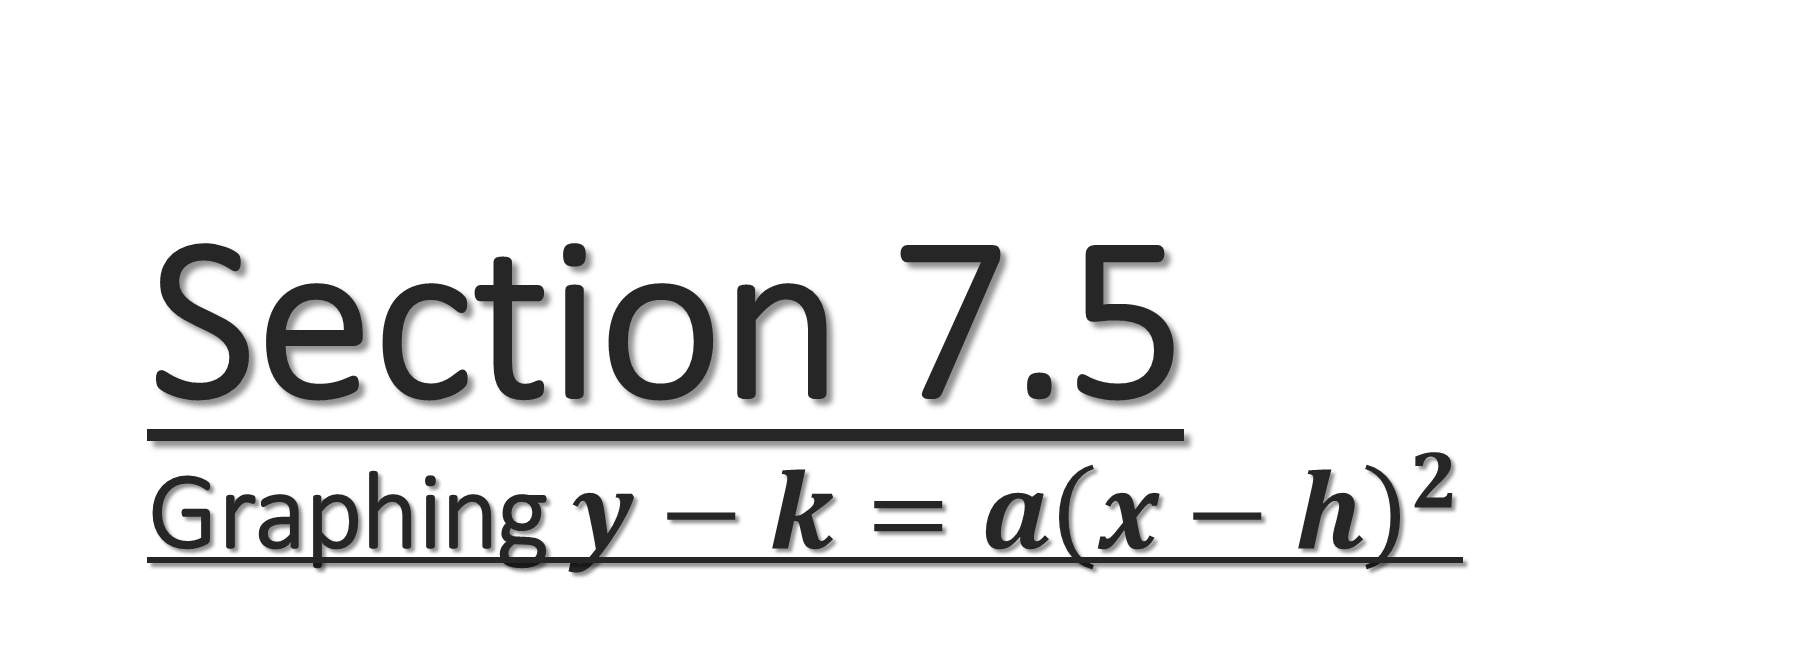 Section 7.5
Graphing y − k = a(x − h)²